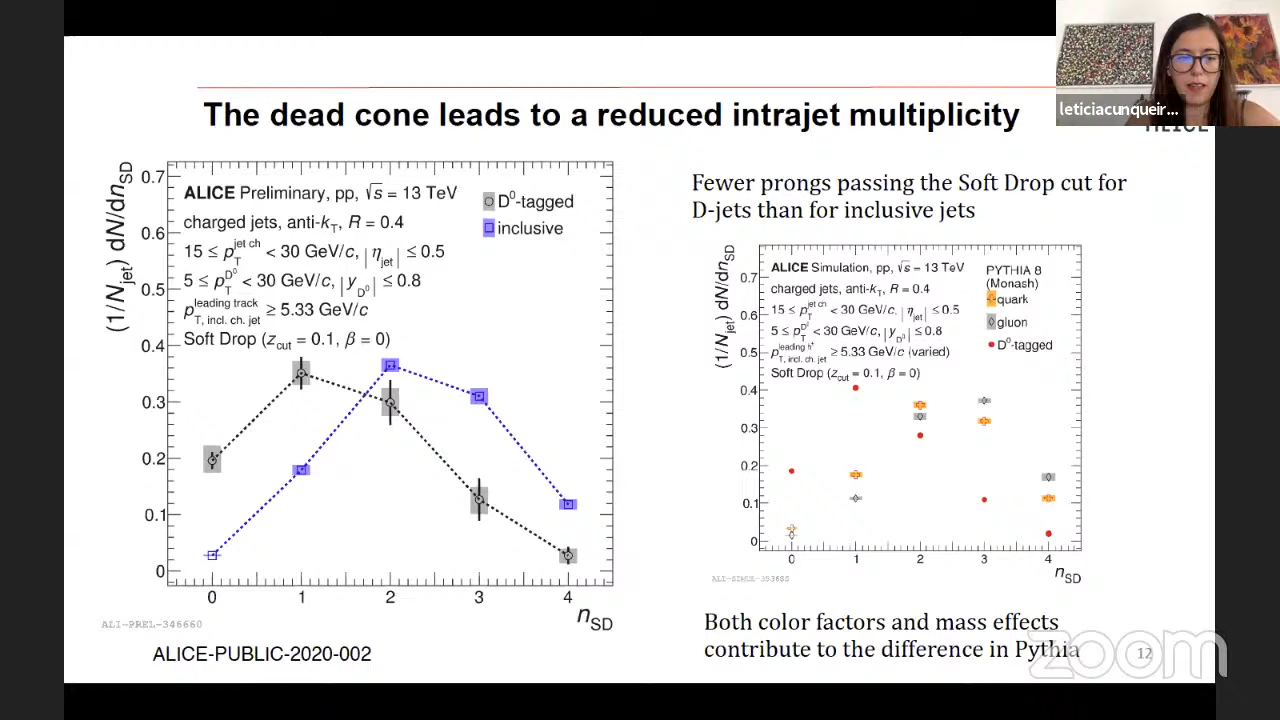 leticiacunqueir...
ALICE
The dead cone leads to a reduced intrajet multiplicity
(1/N_jet) dN/dn_SD
0.7
0.6
0.5
0.4
0.3
0.2
0.1
0
ALICE Preliminary, pp, √s = 13 TeV
charged jets, anti-k_T, R = 0.4
15 ≤ p_T^jet ch < 30 GeV/c, |η_jet| ≤ 0.5
5 ≤ p_T^D⁰ < 30 GeV/c, |y_D⁰| ≤ 0.8
p_T, incl. ch. jet^leading track ≥ 5.33 GeV/c
Soft Drop (z_cut = 0.1, β = 0)
D⁰-tagged
inclusive
0 1 2 3 4
n_SD
ALI-PREL-346660
ALICE-PUBLIC-2020-002
Fewer prongs passing the Soft Drop cut for
D-jets than for inclusive jets
(1/N_jet) dN/dn_SD
0.7
0.6
0.5
0.4
0.3
0.2
0.1
0
ALICE Simulation, pp, √s = 13 TeV
charged jets, anti-k_T, R = 0.4
15 ≤ p_T^jet ch < 30 GeV/c, |η_jet| ≤ 0.5
5 ≤ p_T^D⁰ < 30 GeV/c, |y_D⁰| ≤ 0.8
p_T, incl. ch. jet^leading h⁺ ≥ 5.33 GeV/c (varied)
Soft Drop (z_cut = 0.1, β = 0)
PYTHIA 8
(Monash)
quark
gluon
D⁰-tagged
0 1 2 3 4
n_SD
Both color factors and mass effects
contribute to the difference in Pythia
12
zoom